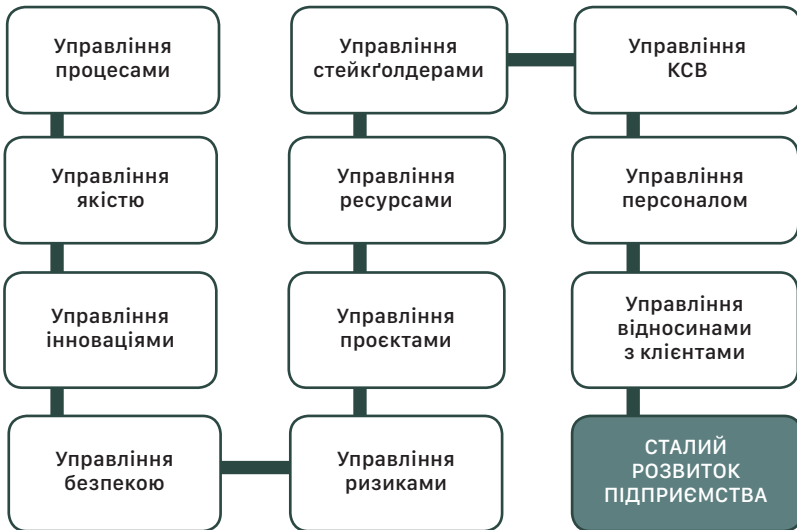 Управління
процесами
Управління
якістю
Управління
інноваціями
Управління
безпекою
Управління
ризиками
Управління
проєктами
Управління
ресурсами
Управління
стейкґолдерами
Управління
КСВ
Управління
персоналом
Управління
відносинами
з клієнтами
СТАЛИЙ
РОЗВИТОК
ПІДПРИЄМСТВА